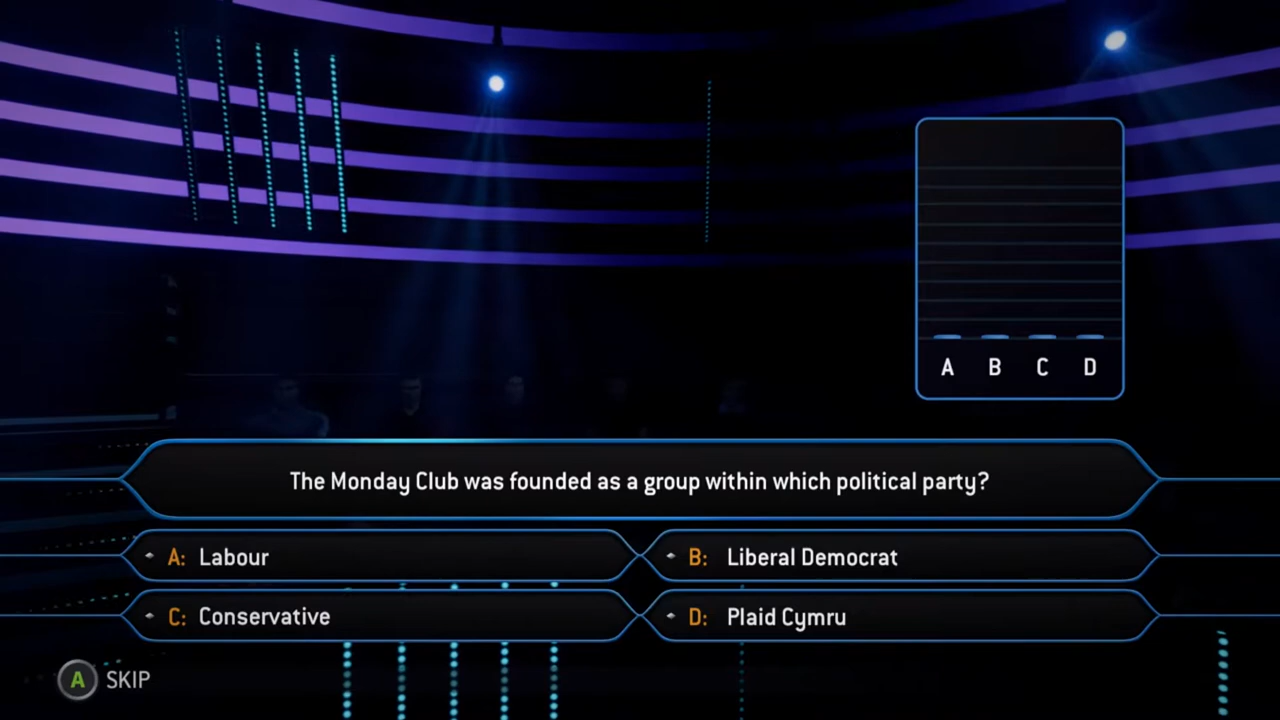 A B C D
The Monday Club was founded as a group within which political party?
A: Labour
B: Liberal Democrat
C: Conservative
D: Plaid Cymru
A SKIP